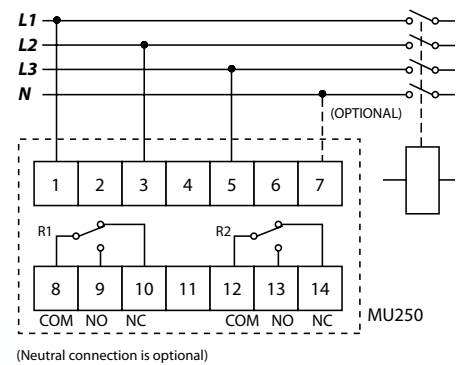 L1
L2
L3
N
(OPTIONAL)
1 2 3 4 5 6 7
R1 R2
8 9 10 11 12 13 14
COM NO NC COM NO NC
MU250
(Neutral connection is optional)